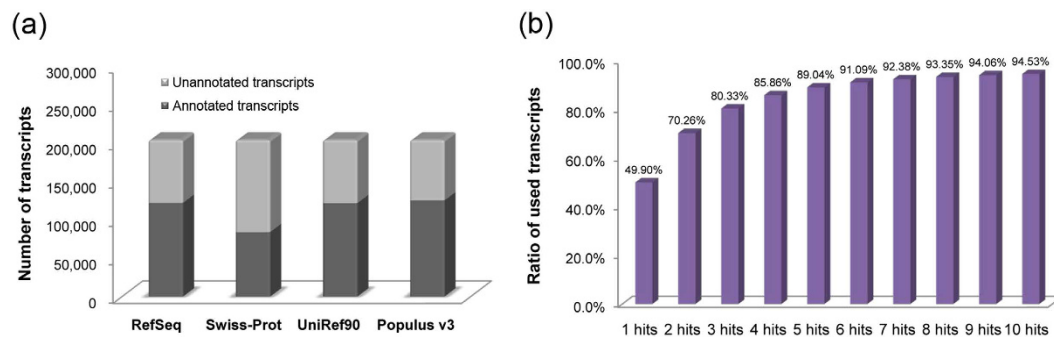 (a)
Number of transcripts
300,000
250,000
200,000
150,000
100,000
50,000
0
Unannotated transcripts
Annotated transcripts
RefSeq Swiss-Prot UniRef90 Populus v3
(b)
Ratio of used transcripts
100.0%
80.0%
60.0%
40.0%
20.0%
0.0%
49.90%
70.26%
80.33%
85.86%
89.04%
91.09%
92.38%
93.35%
94.06%
94.53%
1 hits 2 hits 3 hits 4 hits 5 hits 6 hits 7 hits 8 hits 9 hits 10 hits